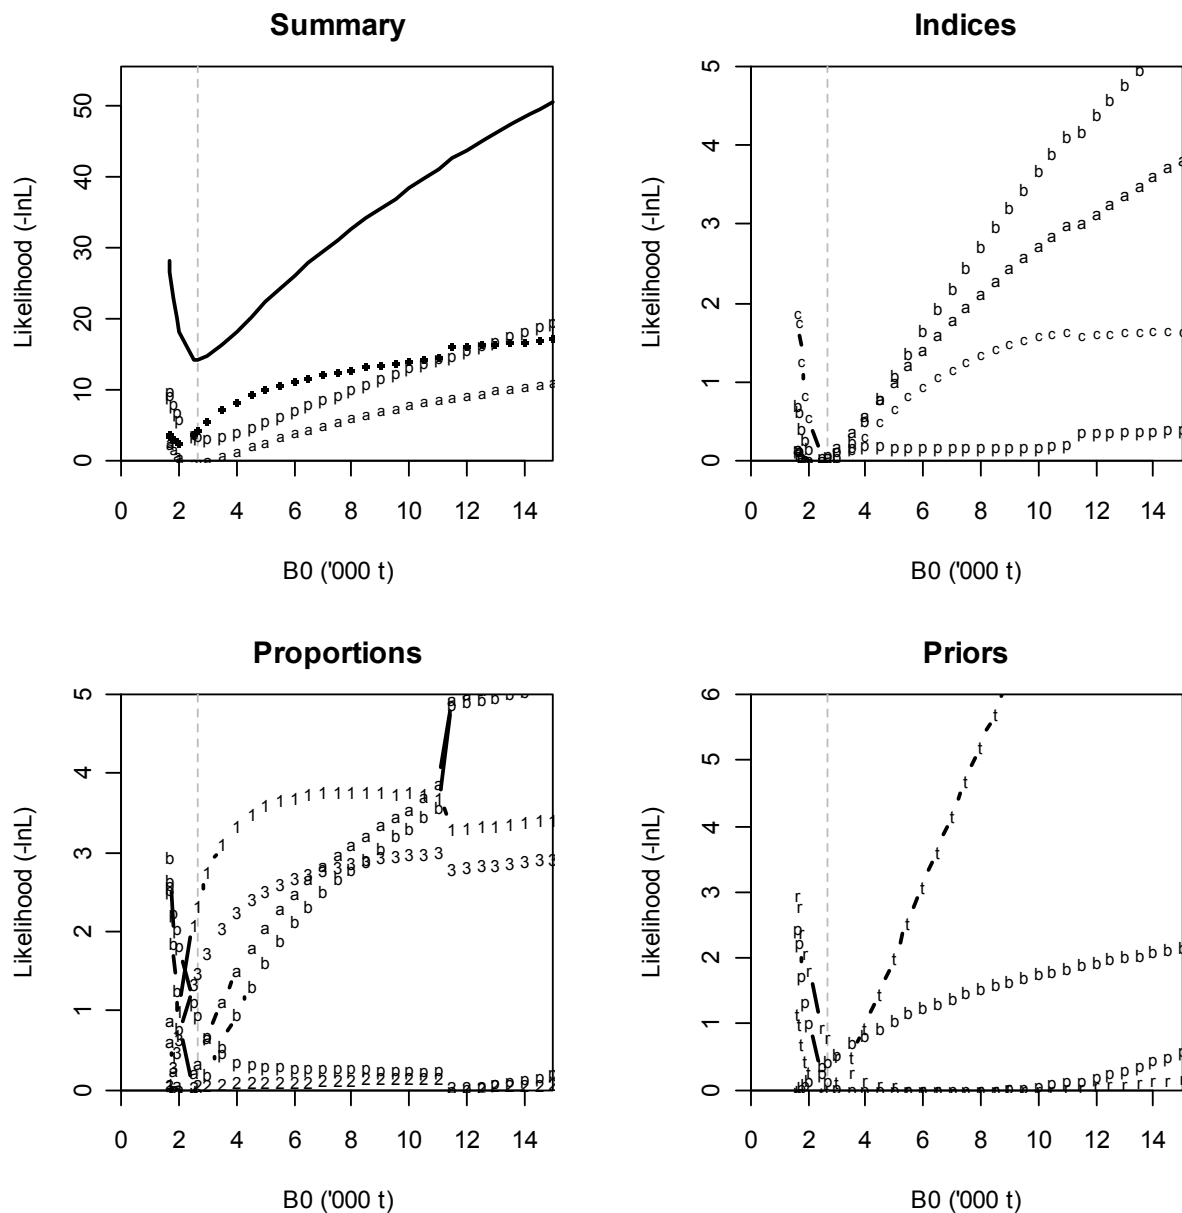 Summary
Likelihood (-lnL)
0 10 20 30 40 50
0 2 4 6 8 10 12 14
B0 ('000 t)
Indices
Likelihood (-lnL)
0 1 2 3 4 5
0 2 4 6 8 10 12 14
B0 ('000 t)
Proportions
Likelihood (-lnL)
0 1 2 3 4 5
0 2 4 6 8 10 12 14
B0 ('000 t)
Priors
Likelihood (-lnL)
0 1 2 3 4 5 6
0 2 4 6 8 10 12 14
B0 ('000 t)